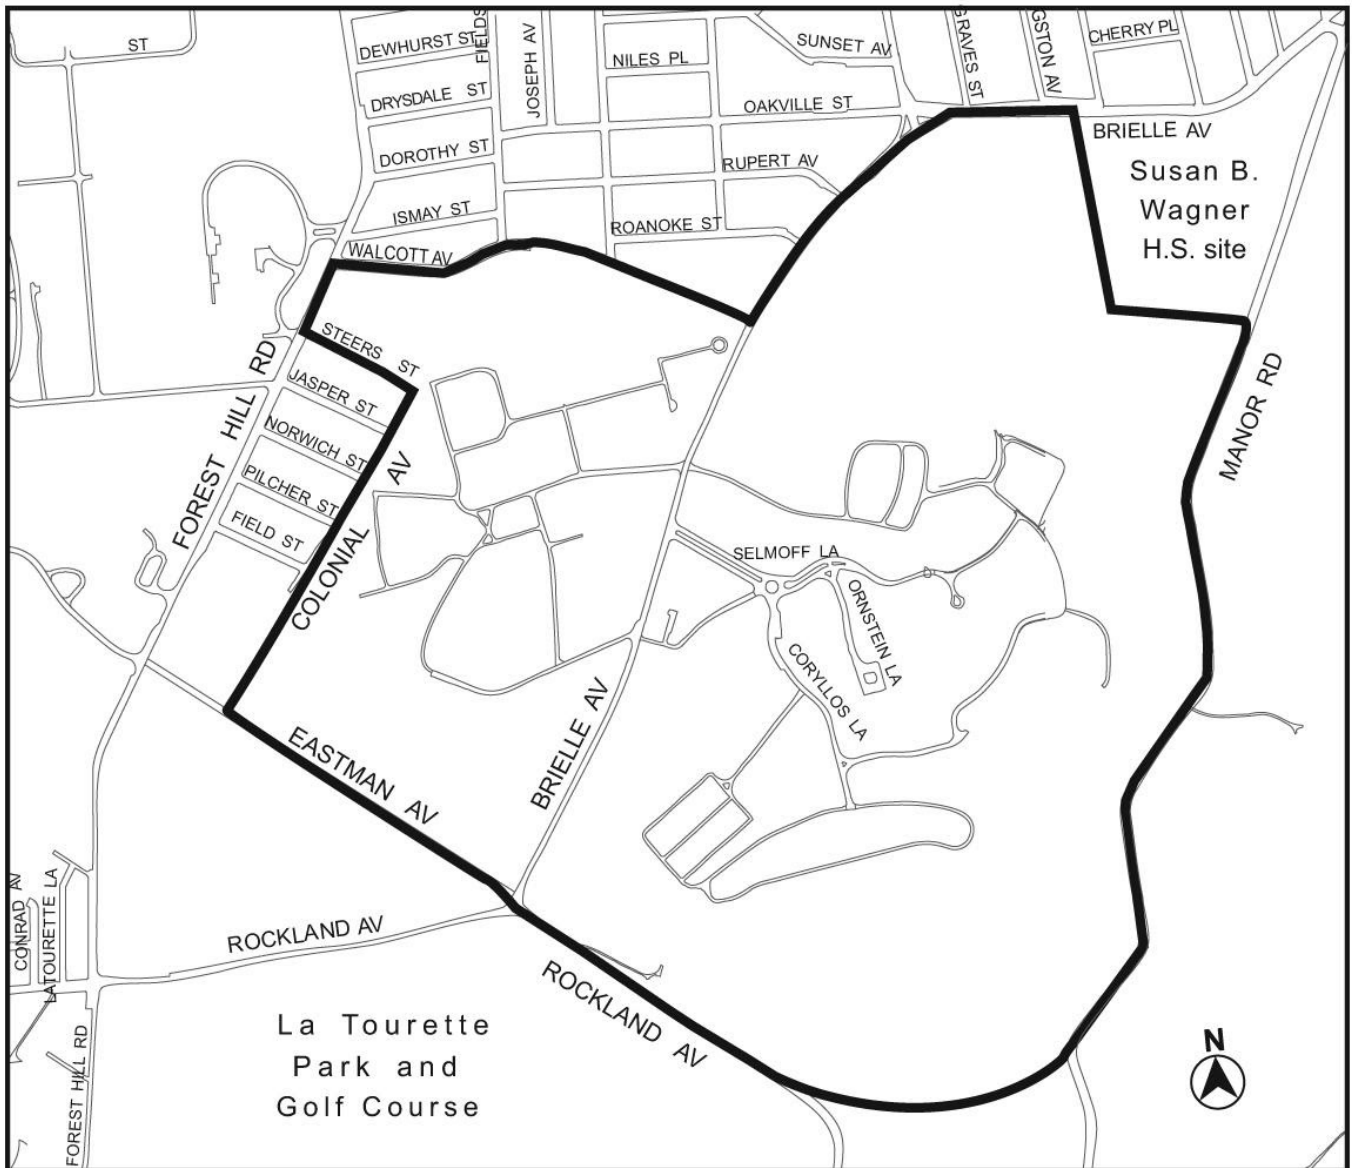 ST
DEWHURST ST
FIELDS
JOSEPH AV
NILES PL
SUNSET AV
GRAVES ST
GSTON AV
CHERRY PL
DRYSDALE ST
OAKVILLE ST
BRIELLE AV
DOROTHY ST
RUPERT AV
Susan B.
Wagner
H.S. site
ISMAY ST
ROANOKE ST
WALCOTT AV
STEERS ST
FOREST HILL RD
JASPER ST
MANOR RD
NORWICH ST
COLONIAL AV
PILCHER ST
FIELD ST
SELMOFF LA
ORNSTEIN LA
CORYLLOS LA
BRIELLE AV
EASTMAN AV
CONRAD AV
LATOURETTE LA
ROCKLAND AV
ROCKLAND AV
La Tourette
Park and
Golf Course
FOREST HILL RD
N